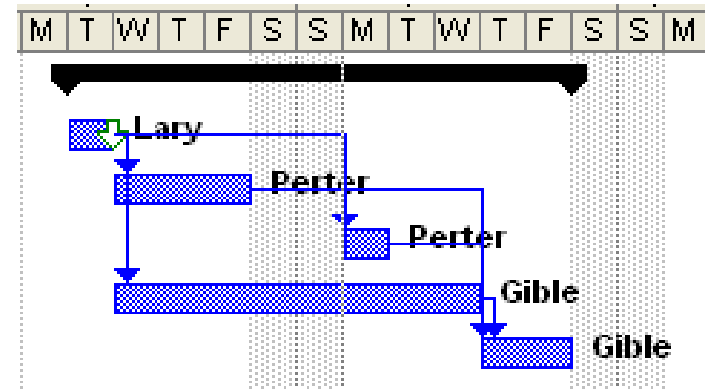 M T W T F S S M T W T F S S M
Lary
Perter
Perter
Gible
Gible